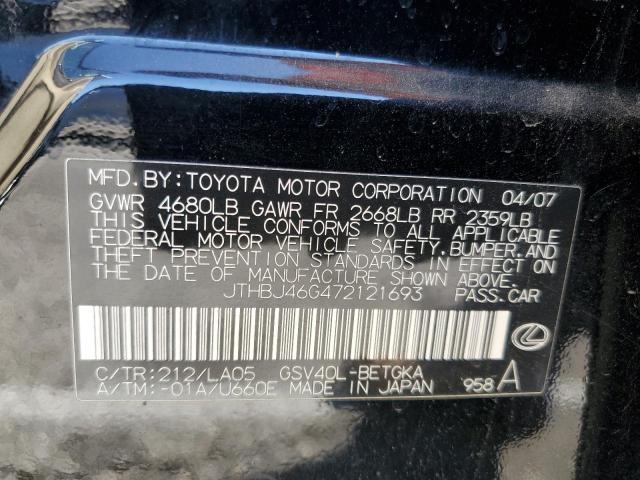 MFD. BY: TOYOTA MOTOR CORPORATION 04/07
GVWR 4680LB GAWR FR 2668LB RR 2359LB
THIS VEHICLE CONFORMS TO ALL APPLICABLE
FEDERAL MOTOR VEHICLE SAFETY, BUMPER, AND
THEFT PREVENTION STANDARDS IN EFFECT ON
THE DATE OF MANUFACTURE SHOWN ABOVE.
JTHBJ46G472121693 PASS. CAR
C/TR: 212/LA05 GSV40L-BETGKA
A/TM: -01A/U660E MADE IN JAPAN 958 A